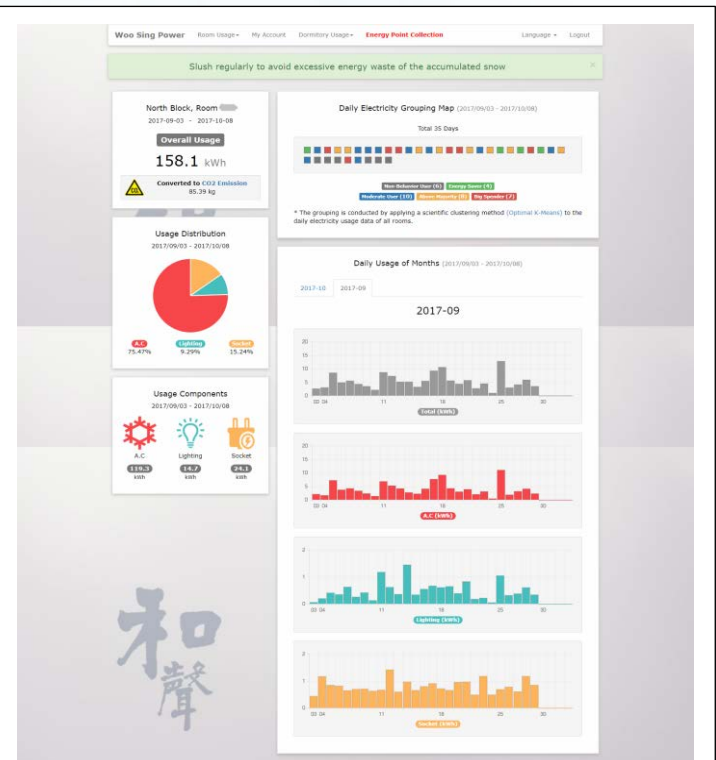 Woo Sing Power Room Usage My Account Dormitory Usage Energy Point Collection Language Logout
Slush regularly to avoid excessive energy waste of the accumulated snow ×
North Block, Room
2017-09-03 - 2017-10-08
Overall Usage
158.1 kWh
Converted to CO2 Emission
85.39 kg
Usage Distribution
2017/09/03 - 2017/10/08
A.C Lighting Socket
75.47% 9.29% 15.24%
Usage Components
2017/09/03 - 2017/10/08
A.C Lighting Socket
119.3 14.7 24.1
kWh kWh kWh
和
聲
Daily Electricity Grouping Map (2017/09/03 - 2017/10/08)
Total 35 Days
Non-Behavior User (6) Energy Saver (5)
Moderate User (10) Above Majority (9) Big Spender (7)
* The grouping is conducted by applying a scientific clustering method (Optimal K-Means) to the
daily electricity usage data of all rooms.
Daily Usage of Months (2017/09/03 - 2017/10/08)
2017-10 2017-09
2017-09
20
15
10
5
0
02 04 11 18 25 30
Total (kWh)
20
15
10
5
0
02 04 11 18 25 30
A.C (kWh)
2
1
0
02 04 11 18 25 30
Lighting (kWh)
2
1
0
02 04 11 18 25 30
Socket (kWh)